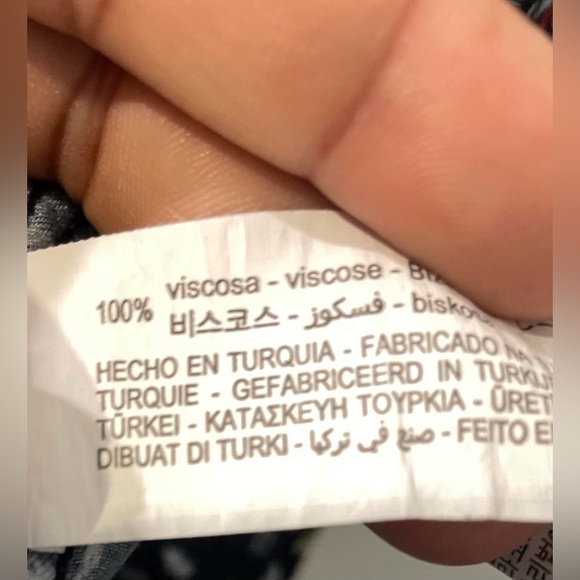 100% viscosa - viscose -
비스코스 - فسكوز -
HECHO EN TURQUIA - FABRICADO
TURQUIE - GEFABRICEERD IN
TÜRKEI - ΚΑΤΑΣΚΕΥΗ ΤΟΥΡΚΙΑ -
DIBUAT DI TURKI - صنع في تركيا - FEITO